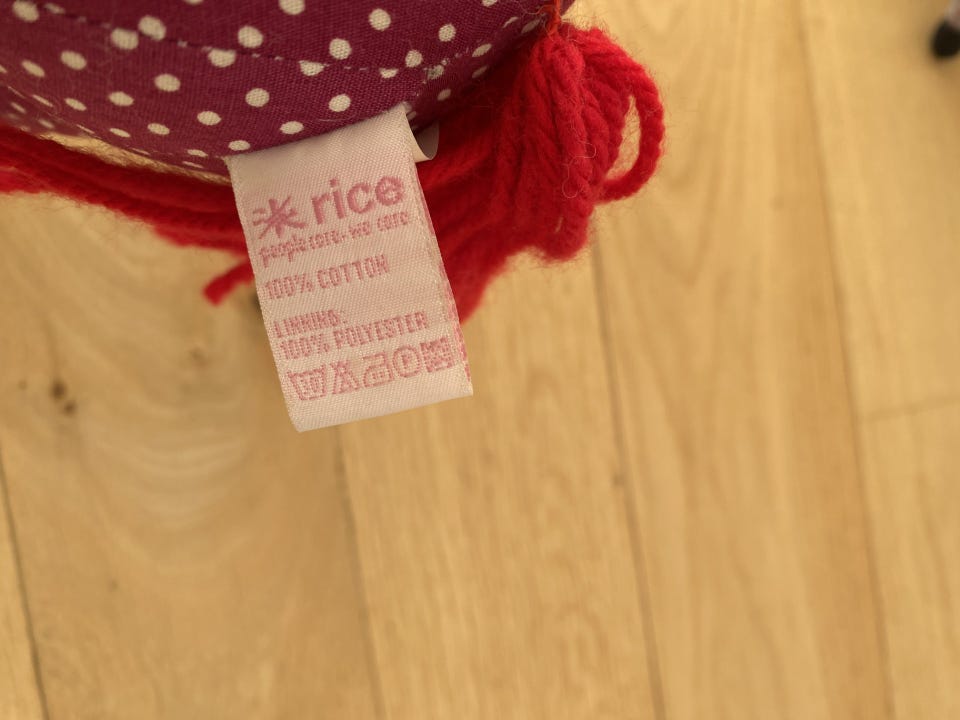 rice
people care. we care
100% COTTON
LINNING:
100% POLYESTER